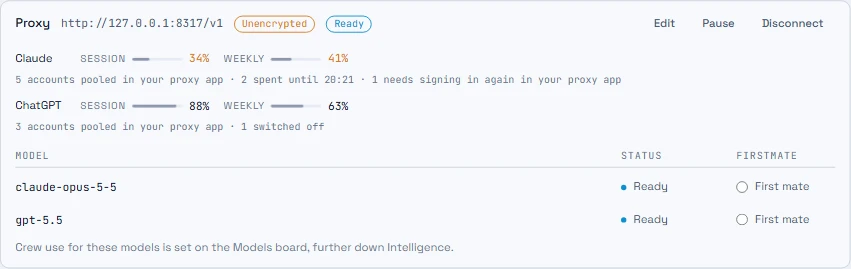 Proxy http://127.0.0.1:8317/v1 Unencrypted Ready Edit Pause Disconnect
Claude SESSION 34% WEEKLY 41%
5 accounts pooled in your proxy app · 2 spent until 20:21 · 1 needs signing in again in your proxy app
ChatGPT SESSION 88% WEEKLY 63%
3 accounts pooled in your proxy app · 1 switched off
MODEL STATUS FIRSTMATE
claude-opus-5-5 Ready First mate
gpt-5.5 Ready First mate
Crew use for these models is set on the Models board, further down Intelligence.